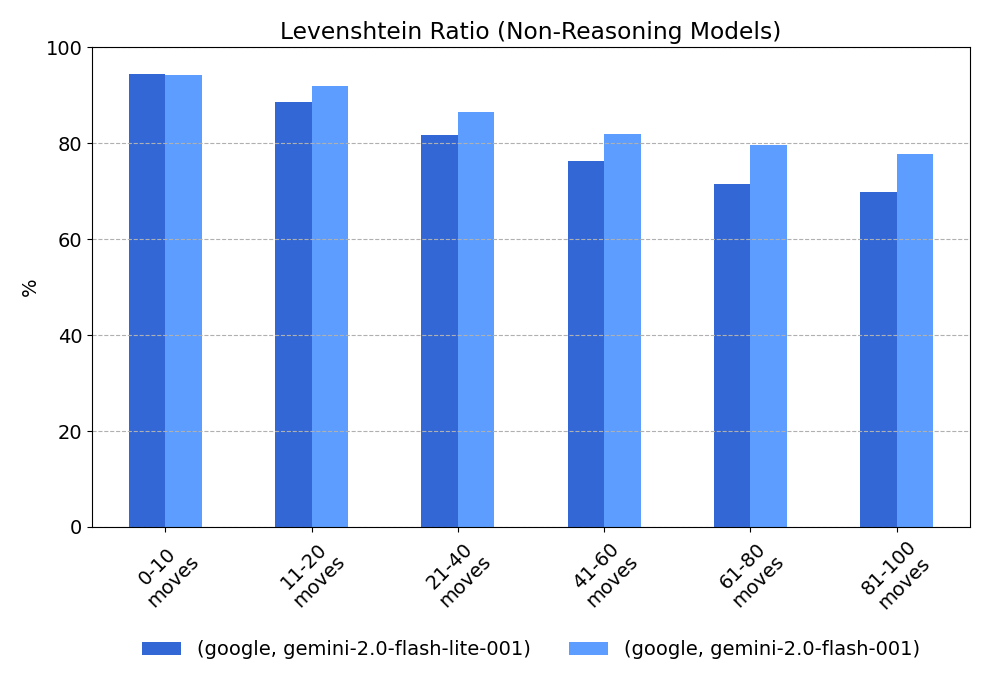 Levenshtein Ratio (Non-Reasoning Models)
100
80
60
40
20
0
%
0-10
moves
11-20
moves
21-40
moves
41-60
moves
61-80
moves
81-100
moves
(google, gemini-2.0-flash-lite-001)
(google, gemini-2.0-flash-001)